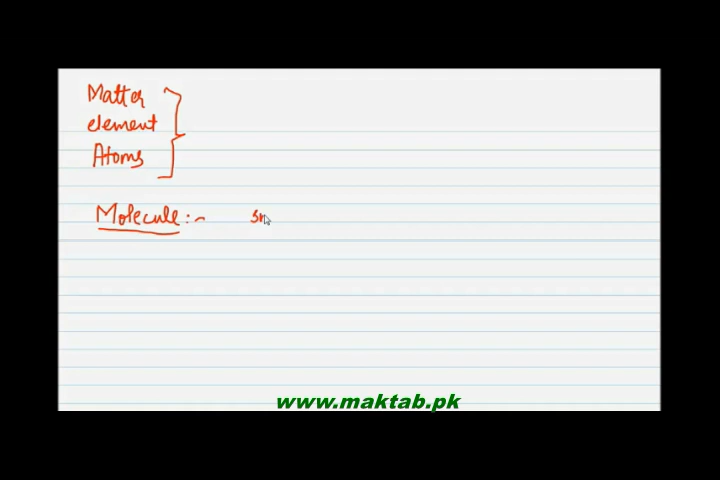 Matter
element
Atoms
Molecule :-
www.maktab.pk